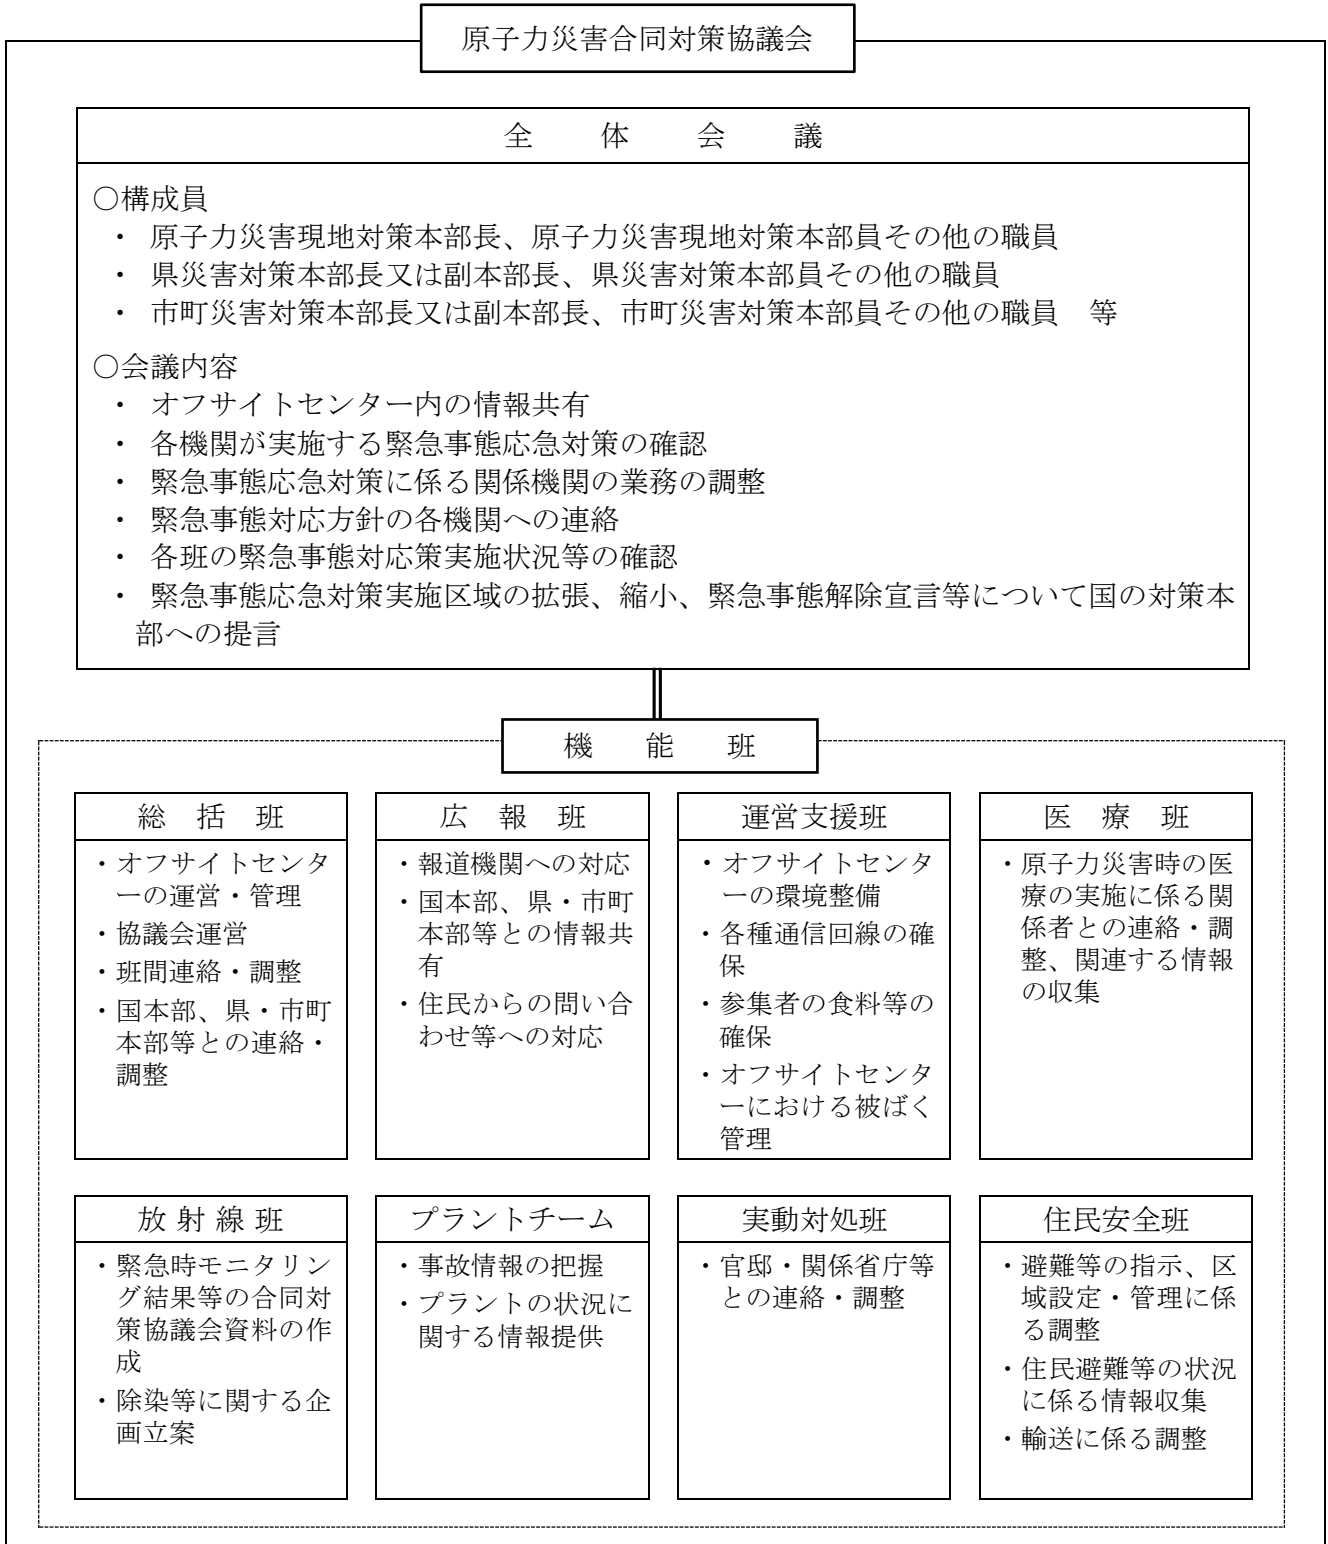 原子力災害合同対策協議会
全　体　会　議
〇構成員
・ 原子力災害現地対策本部長、原子力災害現地対策本部員その他の職員
・ 県災害対策本部長又は副本部長、県災害対策本部員その他の職員
・ 市町災害対策本部長又は副本部長、市町災害対策本部員その他の職員　等
〇会議内容
・ オフサイトセンター内の情報共有
・ 各機関が実施する緊急事態応急対策の確認
・ 緊急事態応急対策に係る関係機関の業務の調整
・ 緊急事態対応方針の各機関への連絡
・ 各班の緊急事態対応策実施状況等の確認
・ 緊急事態応急対策実施区域の拡張、縮小、緊急事態解除宣言等について国の対策本
部への提言
機　能　班
総　括　班
・オフサイトセンタ
ーの運営・管理
・協議会運営
・班間連絡・調整
・国本部、県・市町
本部等との連絡・
調整
広　報　班
・報道機関への対応
・国本部、県・市町
本部等との情報共
有
・住民からの問い合
わせ等への対応
運営支援班
・オフサイトセンタ
ーの環境整備
・各種通信回線の確
保
・参集者の食料等の
確保
・オフサイトセンタ
ーにおける被ばく
管理
医　療　班
・原子力災害時の医
療の実施に係る関
係者との連絡・調
整、関連する情報
の収集
放 射 線 班
・緊急時モニタリン
グ結果等の合同対
策協議会資料の作
成
・除染等に関する企
画立案
プラントチーム
・事故情報の把握
・プラントの状況に
関する情報提供
実動対処班
・官邸・関係省庁等
との連絡・調整
住民安全班
・避難等の指示、区
域設定・管理に係
る調整
・住民避難等の状況
に係る情報収集
・輸送に係る調整